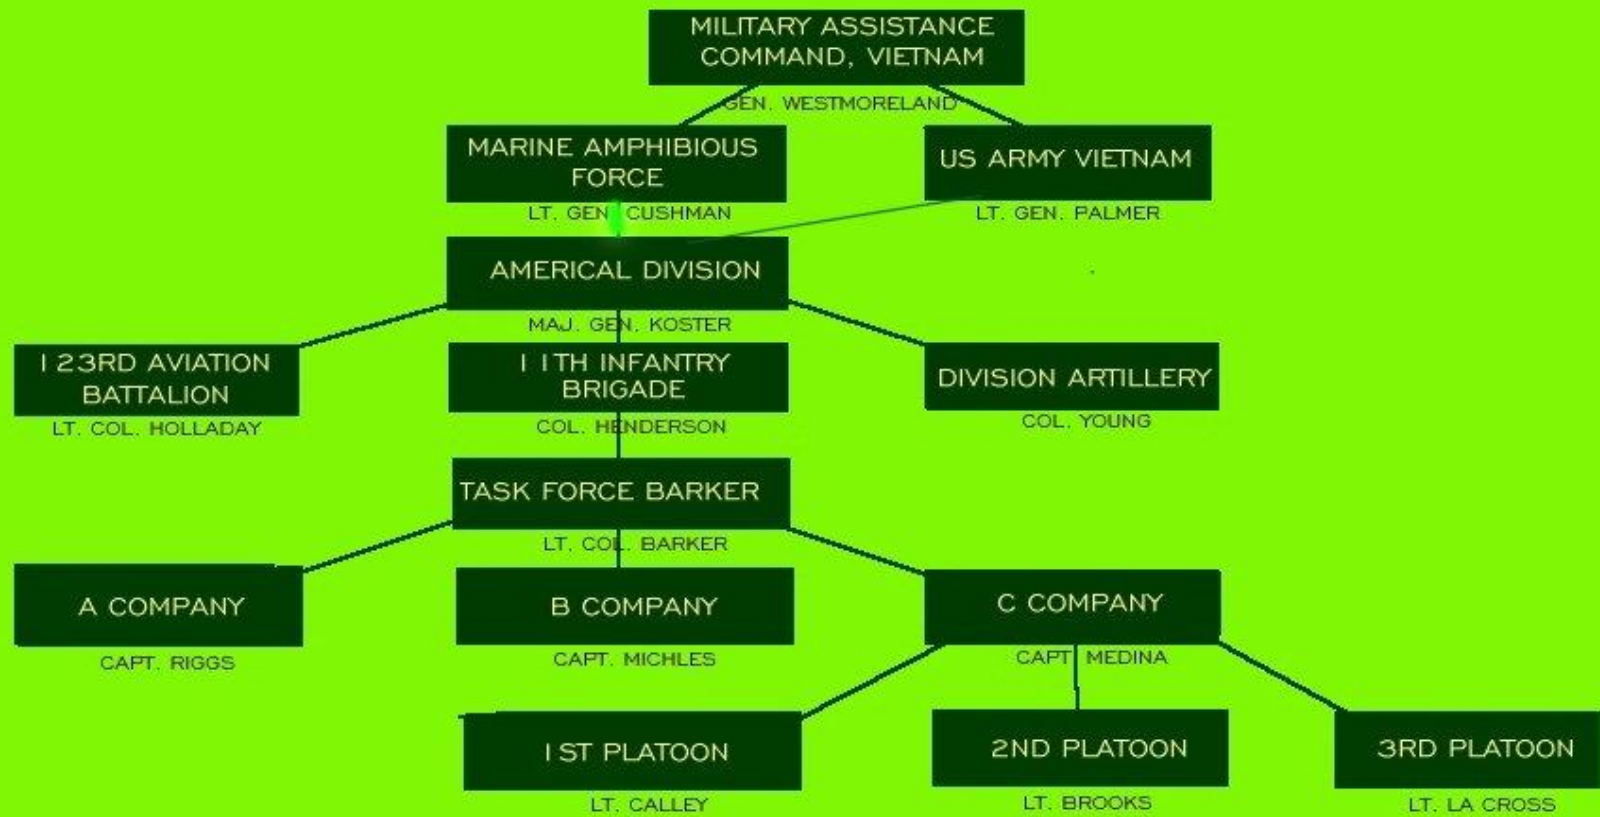 MILITARY ASSISTANCE
COMMAND, VIETNAM
GEN. WESTMORELAND
MARINE AMPHIBIOUS
FORCE
LT. GEN. CUSHMAN
US ARMY VIETNAM
LT. GEN. PALMER
AMERICAL DIVISION
MAJ. GEN. KOSTER
123RD AVIATION
BATTALION
LT. COL. HOLLADAY
11TH INFANTRY
BRIGADE
COL. HENDERSON
DIVISION ARTILLERY
COL. YOUNG
TASK FORCE BARKER
LT. COL. BARKER
A COMPANY
CAPT. RIGGS
B COMPANY
CAPT. MICHLES
C COMPANY
CAPT. MEDINA
1ST PLATOON
LT. CALLEY
2ND PLATOON
LT. BROOKS
3RD PLATOON
LT. LA CROSS